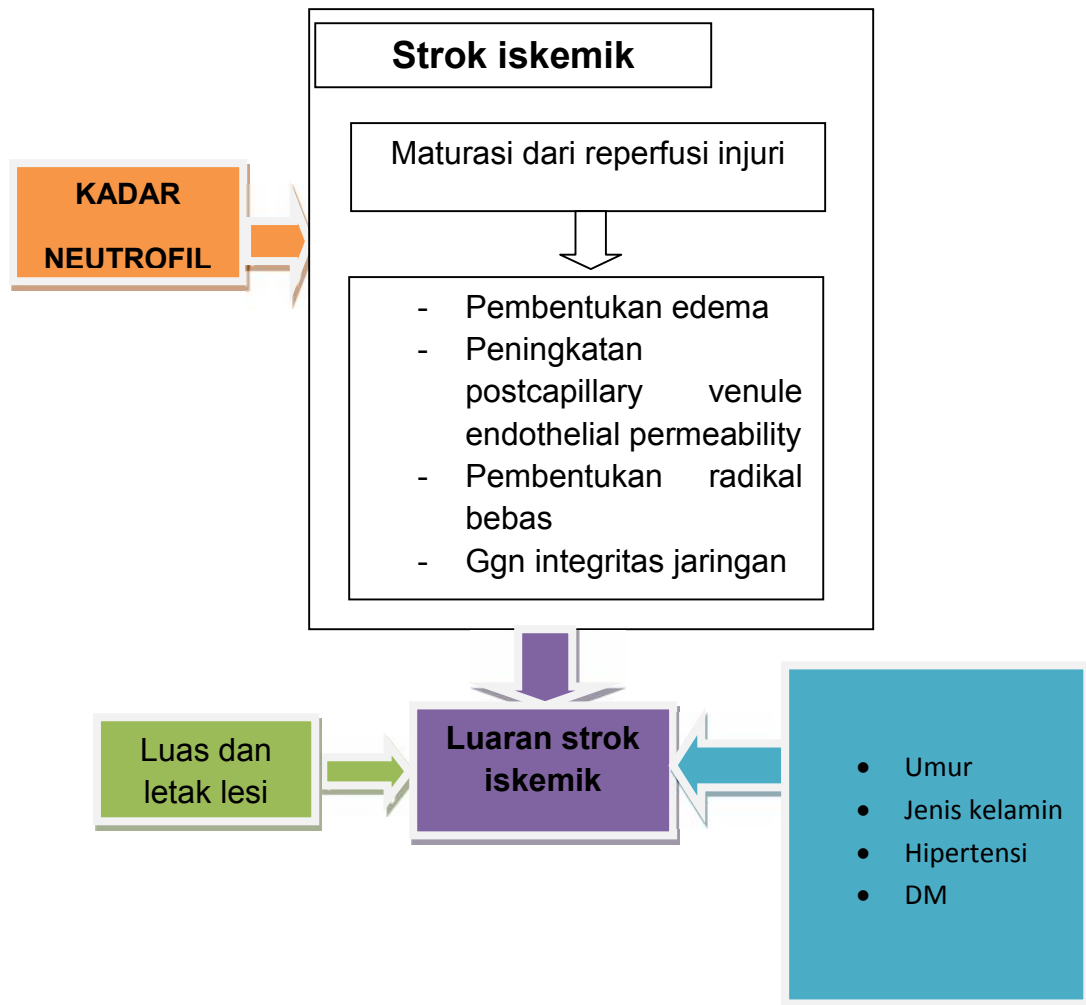 Strok iskemik
Maturasi dari reperfusi injuri
KADAR
NEUTROFIL
- Pembentukan edema
- Peningkatan
postcapillary venule
endothelial permeability
- Pembentukan radikal
bebas
- Ggn integritas jaringan
Luas dan
letak lesi
Luaran strok
iskemik
• Umur
• Jenis kelamin
• Hipertensi
• DM